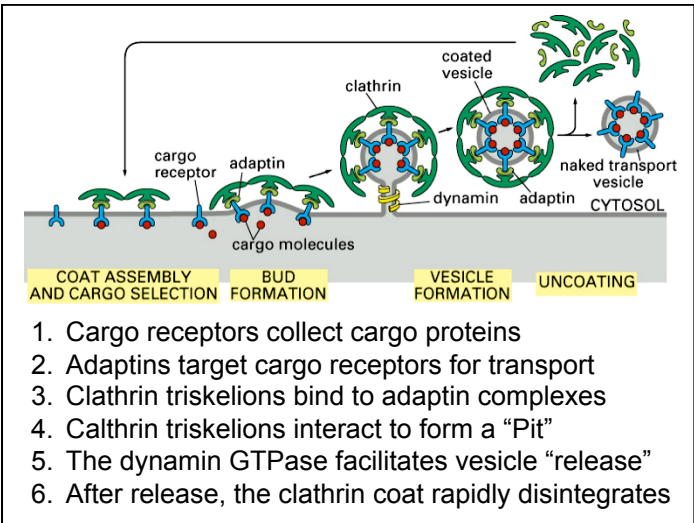 coated
vesicle
clathrin
cargo
receptor
adaptin
naked transport
vesicle
dynamin
adaptin
CYTOSOL
cargo molecules
COAT ASSEMBLY
AND CARGO SELECTION
BUD
FORMATION
VESICLE
FORMATION
UNCOATING
1. Cargo receptors collect cargo proteins
2. Adaptins target cargo receptors for transport
3. Clathrin triskelions bind to adaptin complexes
4. Calthrin triskelions interact to form a “Pit”
5. The dynamin GTPase facilitates vesicle “release”
6. After release, the clathrin coat rapidly disintegrates